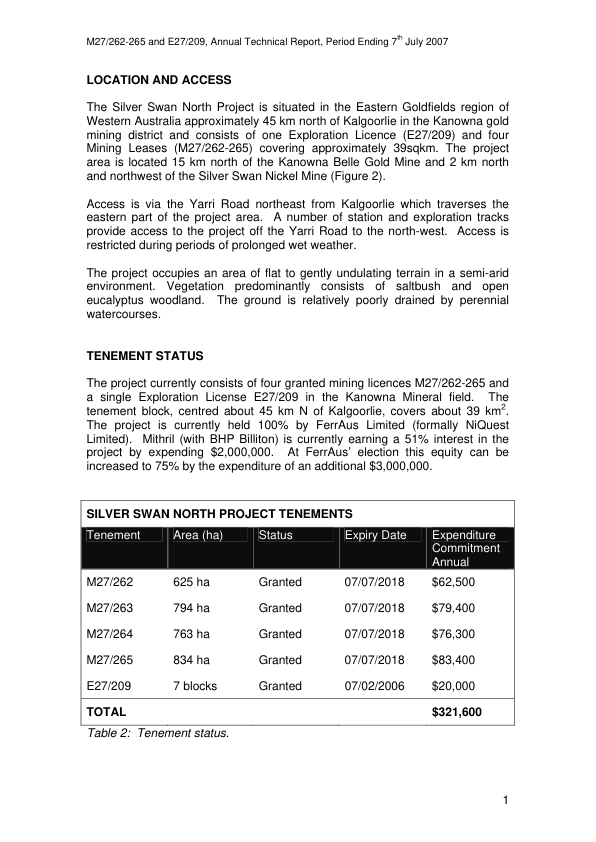 M27/262-265 and E27/209, Annual Technical Report, Period Ending 7th July 2007
LOCATION AND ACCESS
The Silver Swan North Project is situated in the Eastern Goldfields region of
Western Australia approximately 45 km north of Kalgoorlie in the Kanowna gold
mining district and consists of one Exploration Licence (E27/209) and four
Mining Leases (M27/262-265) covering approximately 39sqkm. The project
area is located 15 km north of the Kanowna Belle Gold Mine and 2 km north
and northwest of the Silver Swan Nickel Mine (Figure 2).
Access is via the Yarri Road northeast from Kalgoorlie which traverses the
eastern part of the project area. A number of station and exploration tracks
provide access to the project off the Yarri Road to the north-west. Access is
restricted during periods of prolonged wet weather.
The project occupies an area of flat to gently undulating terrain in a semi-arid
environment. Vegetation predominantly consists of saltbush and open
eucalyptus woodland. The ground is relatively poorly drained by perennial
watercourses.
TENEMENT STATUS
The project currently consists of four granted mining licences M27/262-265 and
a single Exploration License E27/209 in the Kanowna Mineral field. The
tenement block, centred about 45 km N of Kalgoorlie, covers about 39 km2.
The project is currently held 100% by FerrAus Limited (formally NiQuest
Limited). Mithril (with BHP Billiton) is currently earning a 51% interest in the
project by expending $2,000,000. At FerrAus' election this equity can be
increased to 75% by the expenditure of an additional $3,000,000.
SILVER SWAN NORTH PROJECT TENEMENTS
Tenement Area (ha) Status Expiry Date Expenditure
Commitment
Annual
M27/262 625 ha Granted 07/07/2018 $62,500
M27/263 794 ha Granted 07/07/2018 $79,400
M27/264 763 ha Granted 07/07/2018 $76,300
M27/265 834 ha Granted 07/07/2018 $83,400
E27/209 7 blocks Granted 07/02/2006 $20,000
TOTAL $321,600
Table 2: Tenement status.
1